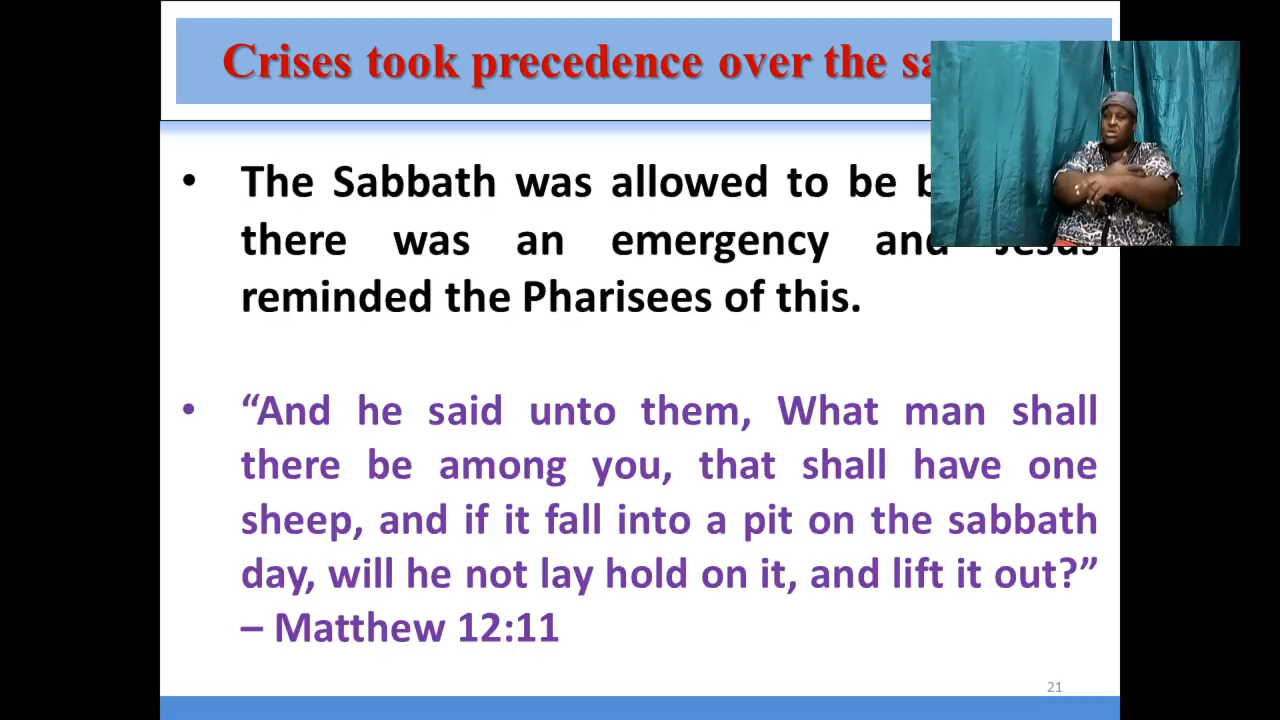 Crises took precedence over the
• The Sabbath was allowed to be
there was an emergency and Jesus
reminded the Pharisees of this.
• “And he said unto them, What man shall
there be among you, that shall have one
sheep, and if it fall into a pit on the sabbath
day, will he not lay hold on it, and lift it out?”
– Matthew 12:11
21